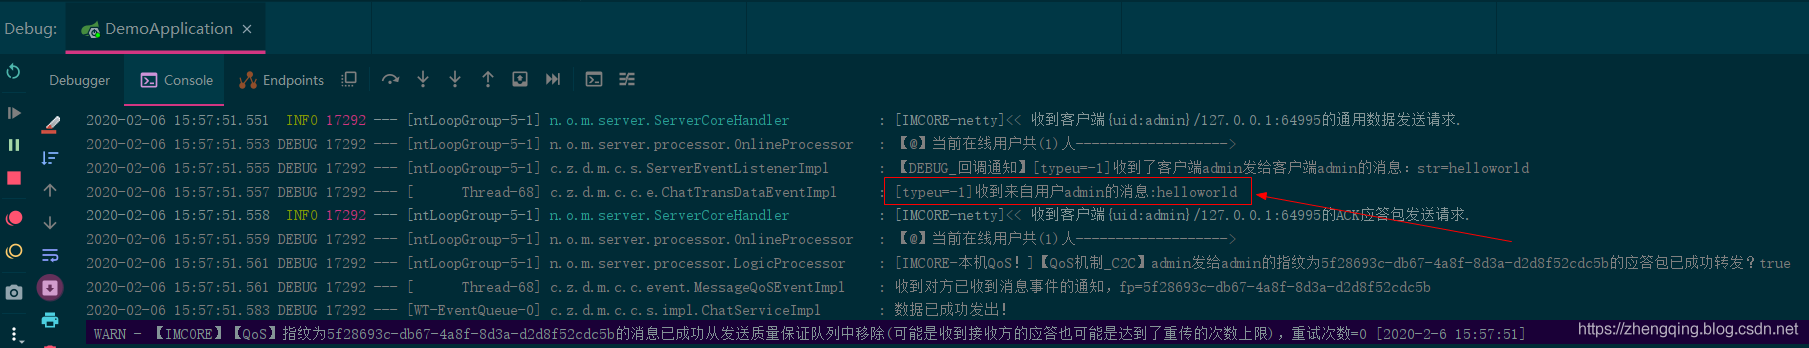 Debug: DemoApplication ×
Debugger Console Endpoints
2020-02-06 15:57:51.551  INFO 17292 --- [ntLoopGroup-5-1] n.o.m.server.ServerCoreHandler           : [IMCORE-netty]<< 收到客户端{uid:admin}/127.0.0.1:64995的通用数据发送请求.
2020-02-06 15:57:51.553 DEBUG 17292 --- [ntLoopGroup-5-1] n.o.m.server.processor.OnlineProcessor   : 【@】当前在线用户共(1)人------------------->
2020-02-06 15:57:51.555 DEBUG 17292 --- [ntLoopGroup-5-1] c.z.d.m.c.s.ServerEventListenerImpl      : 【DEBUG_回调通知】[typeu=-1]收到了客户端admin发给客户端admin的消息：str=helloworld
2020-02-06 15:57:51.557 DEBUG 17292 --- [      Thread-68] c.z.d.m.c.c.e.ChatTransDataEventImpl     : [typeu=-1]收到来自用户admin的消息:helloworld
2020-02-06 15:57:51.558  INFO 17292 --- [ntLoopGroup-5-1] n.o.m.server.ServerCoreHandler           : [IMCORE-netty]<< 收到客户端{uid:admin}/127.0.0.1:64995的ACK应答包发送请求.
2020-02-06 15:57:51.559 DEBUG 17292 --- [ntLoopGroup-5-1] n.o.m.server.processor.OnlineProcessor   : 【@】当前在线用户共(1)人------------------->
2020-02-06 15:57:51.561 DEBUG 17292 --- [ntLoopGroup-5-1] n.o.m.server.processor.LogicProcessor    : [IMCORE-本机QoS！]【QoS机制_C2C】admin发给admin的指纹为5f28693c-db67-4a8f-8d3a-d2d8f52cdc5b的应答包已成功转发？true
2020-02-06 15:57:51.561 DEBUG 17292 --- [      Thread-68] c.z.d.m.c.c.event.MessageQoSEventImpl    : 收到对方已收到消息事件的通知，fp=5f28693c-db67-4a8f-8d3a-d2d8f52cdc5b
2020-02-06 15:57:51.583 DEBUG 17292 --- [WT-EventQueue-0] c.z.d.m.c.c.s.impl.ChatServiceImpl       : 数据已成功发出！
WARN - 【IMCORE】【QoS】指纹为5f28693c-db67-4a8f-8d3a-d2d8f52cdc5b的消息已成功从发送质量保证队列中移除(可能是收到接收方的应答也可能是达到了重传的次数上限)，重试次数=0 [2020-2-6 15:57:51]
https://zhengqing.blog.csdn.net